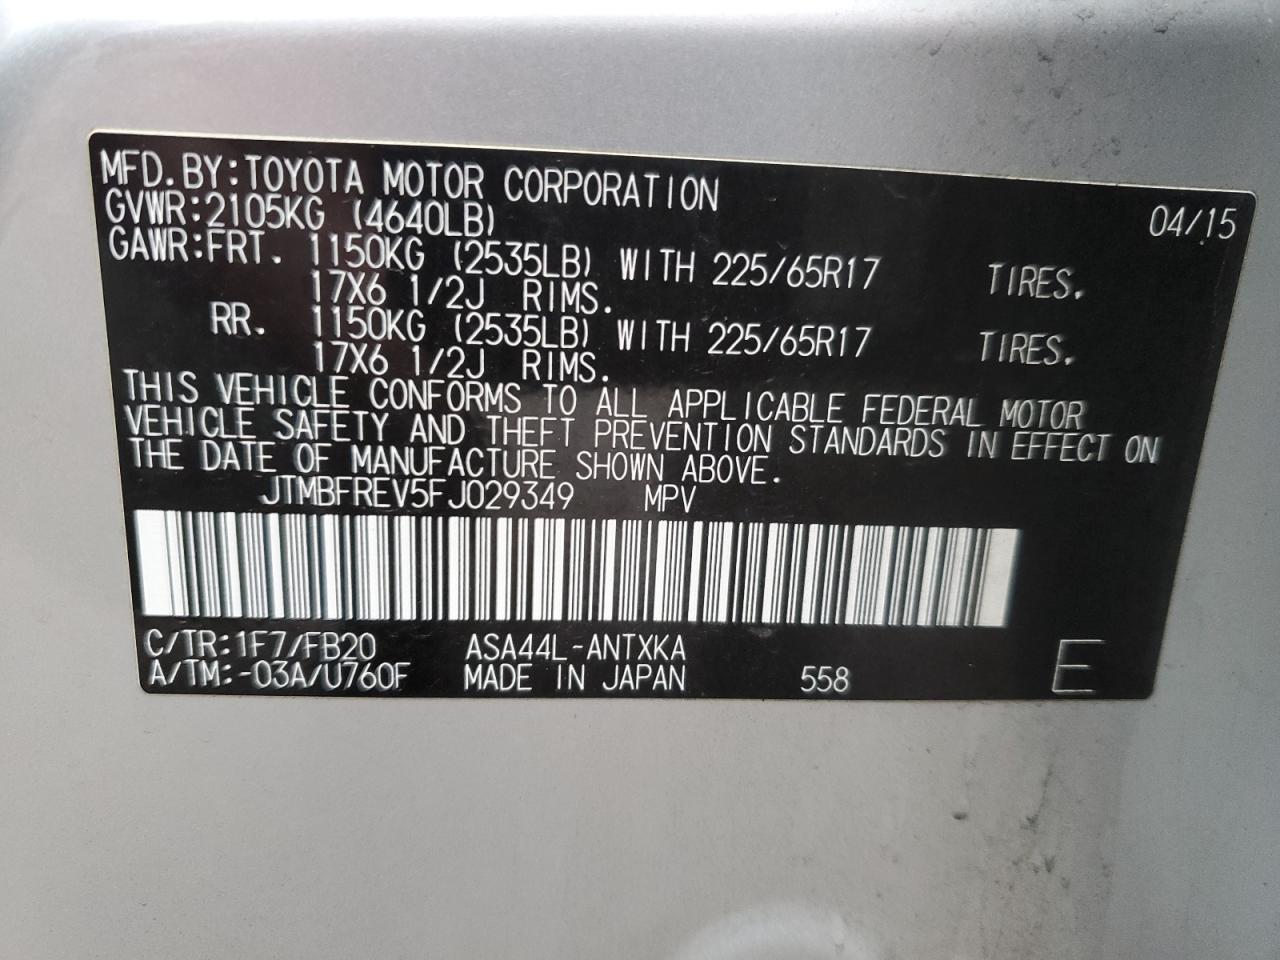 MFD.BY:TOYOTA MOTOR CORPORATION 04/15
GVWR:2105KG (4640LB)
GAWR:FRT. 1150KG (2535LB) WITH 225/65R17 TIRES,
17X6 1/2J RIMS.
RR. 1150KG (2535LB) WITH 225/65R17 TIRES,
17X6 1/2J RIMS.
THIS VEHICLE CONFORMS TO ALL APPLICABLE FEDERAL MOTOR
VEHICLE SAFETY AND THEFT PREVENTION STANDARDS IN EFFECT ON
THE DATE OF MANUFACTURE SHOWN ABOVE.
JTMBFREV5FJ029349 MPV
C/TR:1F7/FB20 ASA44L-ANTXKA
A/TM:-03A/U760F MADE IN JAPAN 558 E